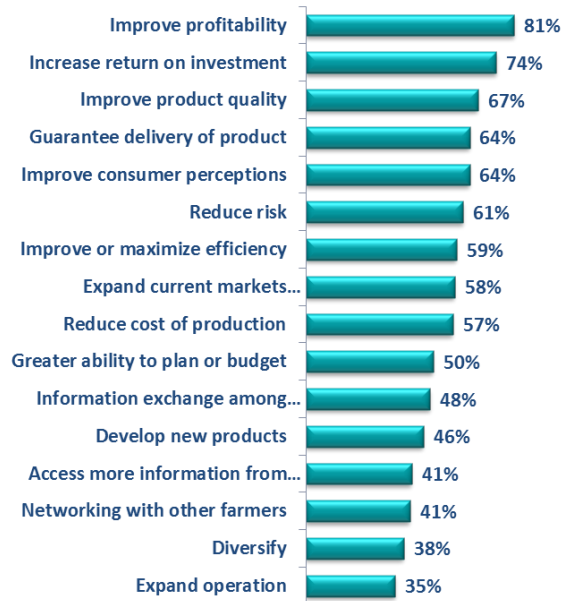 Improve profitability 81%
Increase return on investment 74%
Improve product quality 67%
Guarantee delivery of product 64%
Improve consumer perceptions 64%
Reduce risk 61%
Improve or maximize efficiency 59%
Expand current markets... 58%
Reduce cost of production 57%
Greater ability to plan or budget 50%
Information exchange among... 48%
Develop new products 46%
Access more information from... 41%
Networking with other farmers 41%
Diversify 38%
Expand operation 35%